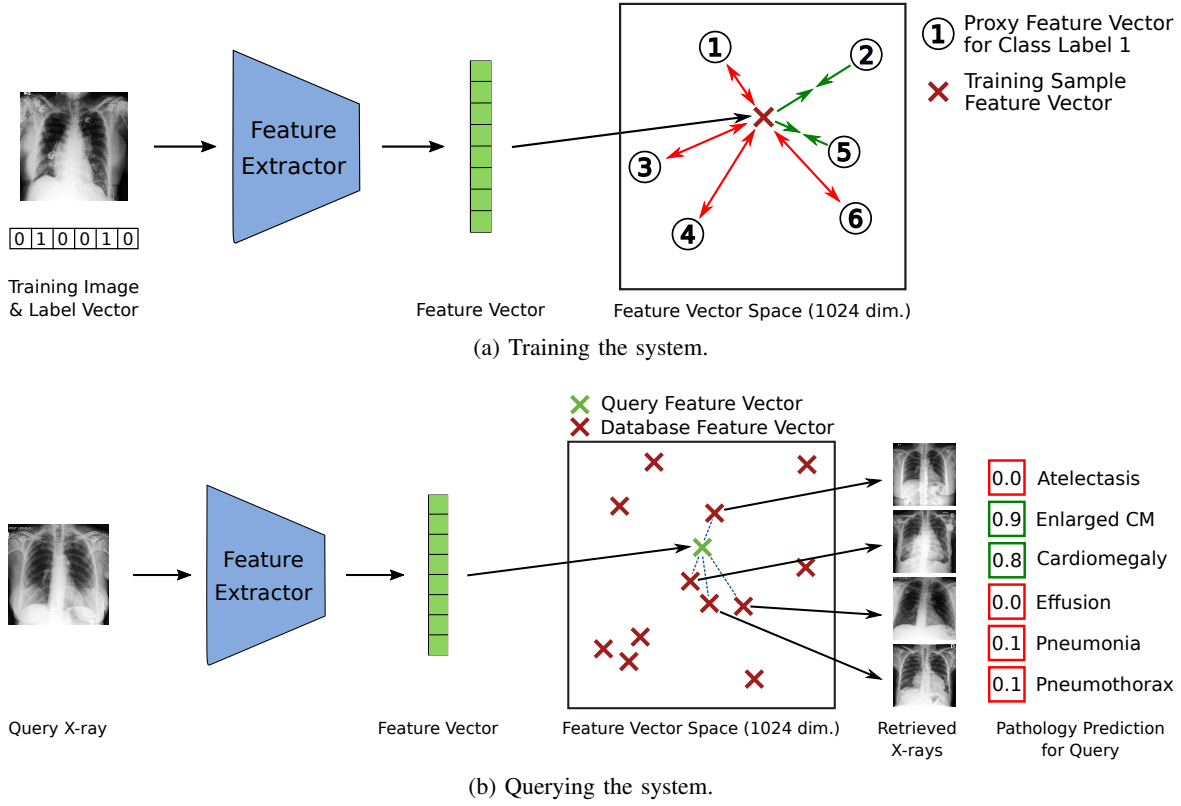 1
Proxy Feature Vector
for Class Label 1
Training Sample
Feature Vector
1
2
3
5
4
6
Feature
Extractor
0 1 0 0 1 0
Training Image
& Label Vector
Feature Vector
Feature Vector Space (1024 dim.)
(a) Training the system.
Query Feature Vector
Database Feature Vector
Feature
Extractor
0.0 Atelectasis
0.9 Enlarged CM
0.8 Cardiomegaly
0.0 Effusion
0.1 Pneumonia
0.1 Pneumothorax
Query X-ray
Feature Vector
Feature Vector Space (1024 dim.)
Retrieved
X-rays
Pathology Prediction
for Query
(b) Querying the system.